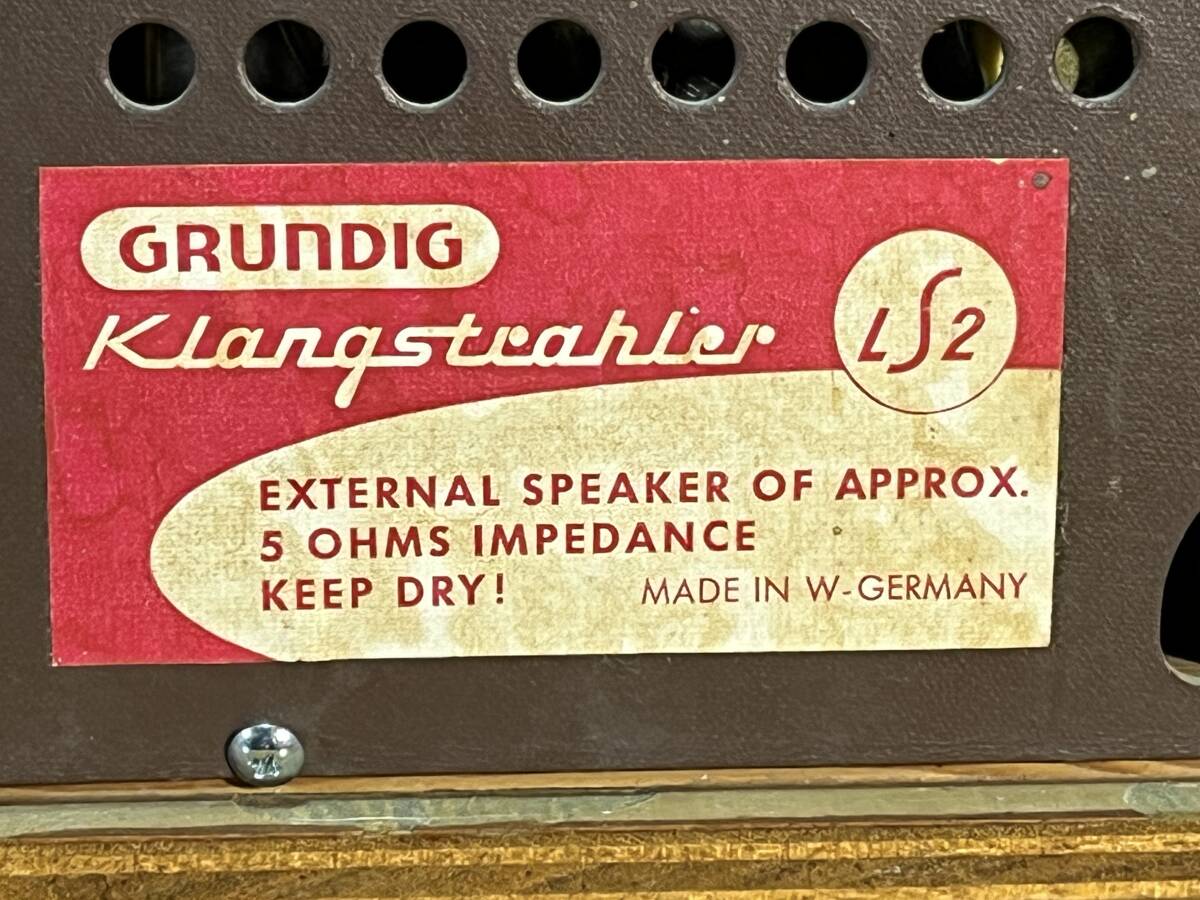 GRUNDIG
Klangstrahler
LS2
EXTERNAL SPEAKER OF APPROX.
5 OHMS IMPEDANCE
KEEP DRY! MADE IN W-GERMANY